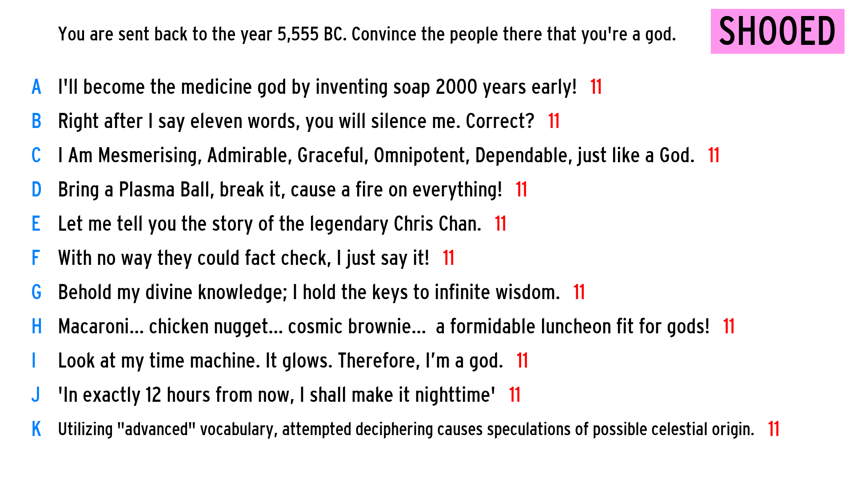 You are sent back to the year 5,555 BC. Convince the people there that you're a god.
SHOOED
A I'll become the medicine god by inventing soap 2000 years early! 11
B Right after I say eleven words, you will silence me. Correct? 11
C I Am Mesmerising, Admirable, Graceful, Omnipotent, Dependable, just like a God. 11
D Bring a Plasma Ball, break it, cause a fire on everything! 11
E Let me tell you the story of the legendary Chris Chan. 11
F With no way they could fact check, I just say it! 11
G Behold my divine knowledge; I hold the keys to infinite wisdom. 11
H Macaroni... chicken nugget... cosmic brownie... a formidable luncheon fit for gods! 11
I Look at my time machine. It glows. Therefore, I’m a god. 11
J 'In exactly 12 hours from now, I shall make it nighttime' 11
K Utilizing "advanced" vocabulary, attempted deciphering causes speculations of possible celestial origin. 11